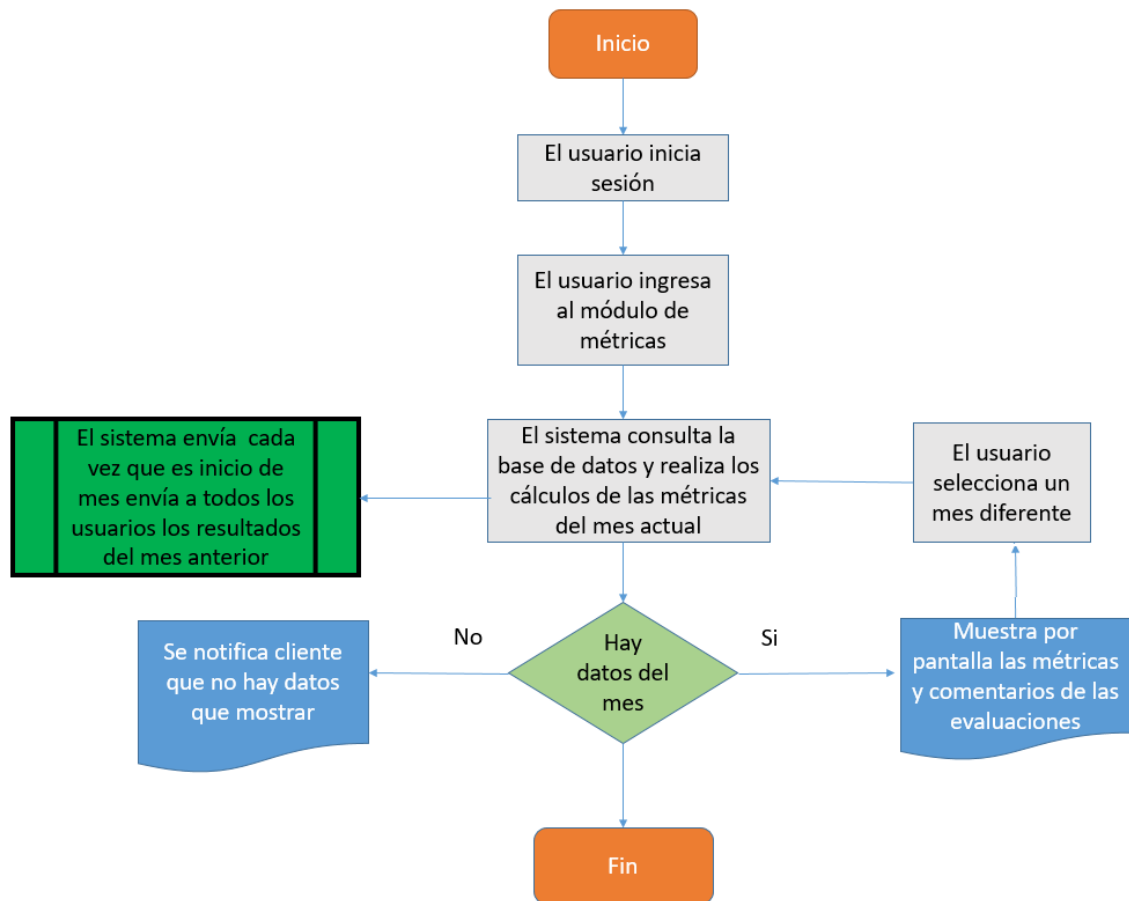 Inicio
El usuario inicia
sesión
El usuario ingresa
al módulo de
métricas
El sistema envía cada
vez que es inicio de
mes envía a todos los
usuarios los resultados
del mes anterior
El sistema consulta la
base de datos y realiza los
cálculos de las métricas
del mes actual
El usuario
selecciona un
mes diferente
No
Hay
datos del
mes
Si
Se notifica cliente
que no hay datos
que mostrar
Muestra por
pantalla las métricas
y comentarios de las
evaluaciones
Fin